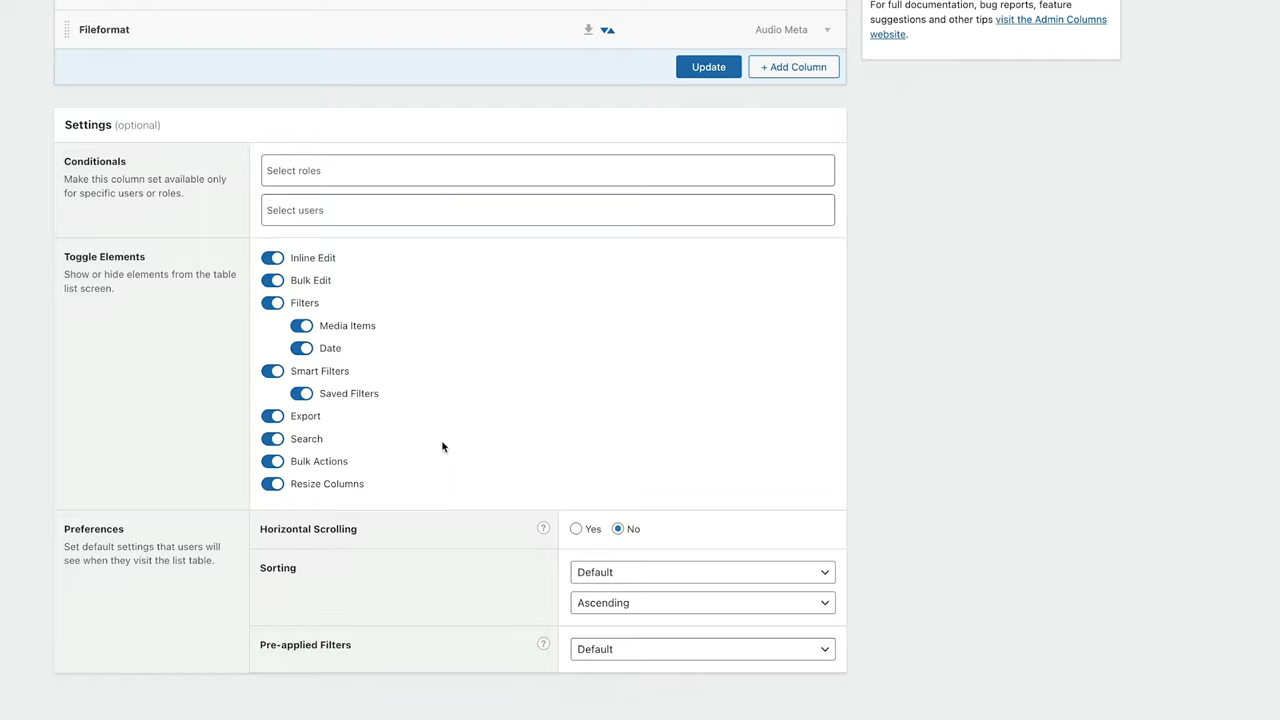 For full documentation, bug reports, feature
suggestions and other tips visit the Admin Columns
website.
Fileformat
Audio Meta
Update
+ Add Column
Settings (optional)
Conditionals
Make this column set available only
for specific users or roles.
Select roles
Select users
Toggle Elements
Show or hide elements from the table
list screen.
Inline Edit
Bulk Edit
Filters
Media Items
Date
Smart Filters
Saved Filters
Export
Search
Bulk Actions
Resize Columns
Preferences
Set default settings that users will
see when they visit the list table.
Horizontal Scrolling
?
Yes
No
Sorting
Default
Ascending
Pre-applied Filters
?
Default